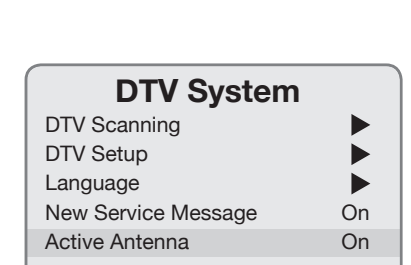 DTV System
DTV Scanning ▶
DTV Setup ▶
Language ▶
New Service Message On
Active Antenna On